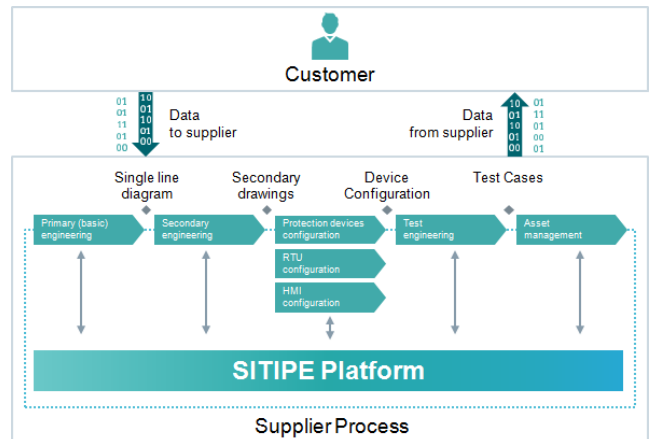 Customer
01
01
11
01
00
10
01
10
01
00
Data
to supplier
Data
from supplier
10
01
10
01
00
01
11
01
00
01
Single line
diagram
Secondary
drawings
Device
Configuration
Test Cases
Primary (basic)
engineering
Secondary
engineering
Protection devices
configuration
Test
engineering
Asset
management
RTU
configuration
HMI
configuration
SITIPE Platform
Supplier Process